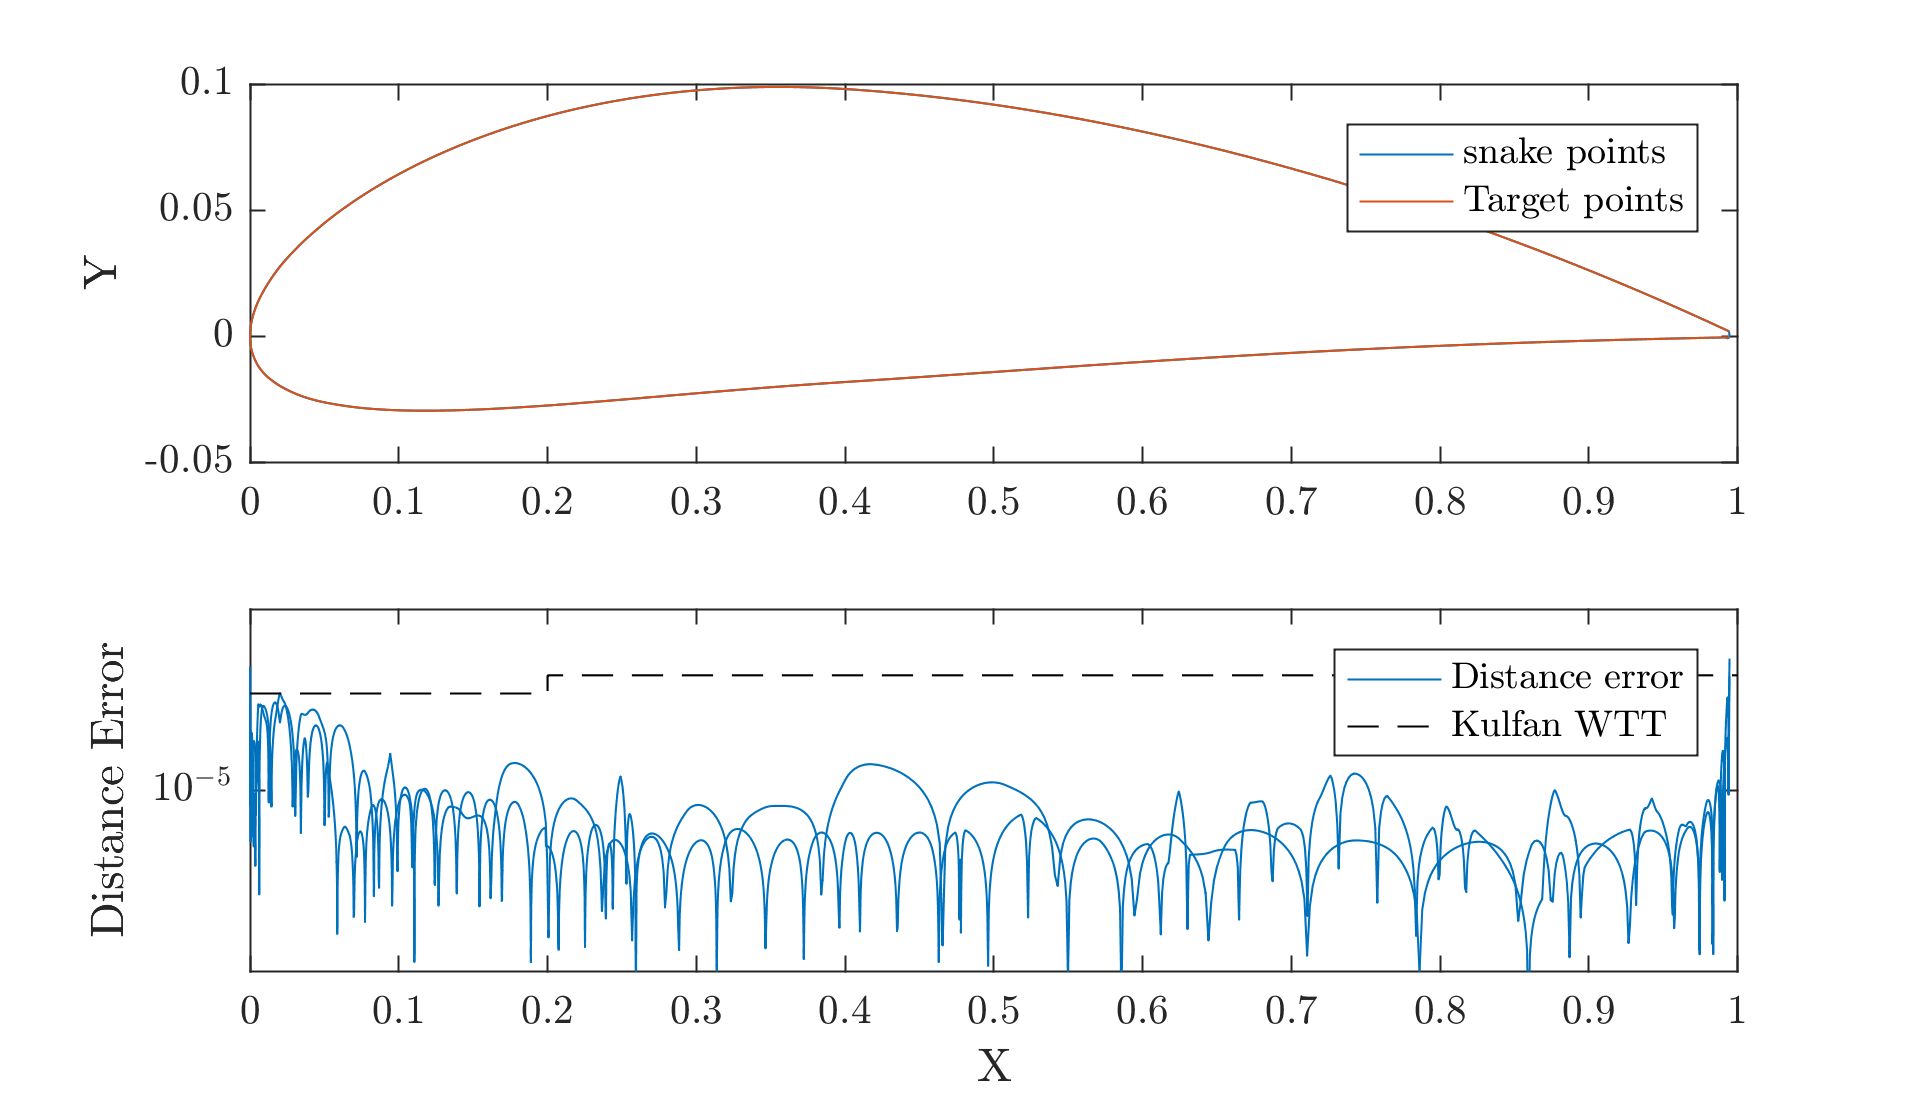 0.1
0.05
0
-0.05
Y
snake points
Target points
0 0.1 0.2 0.3 0.4 0.5 0.6 0.7 0.8 0.9 1
Distance Error
10⁻⁵
Distance error
Kulfan WTT
0 0.1 0.2 0.3 0.4 0.5 0.6 0.7 0.8 0.9 1
X